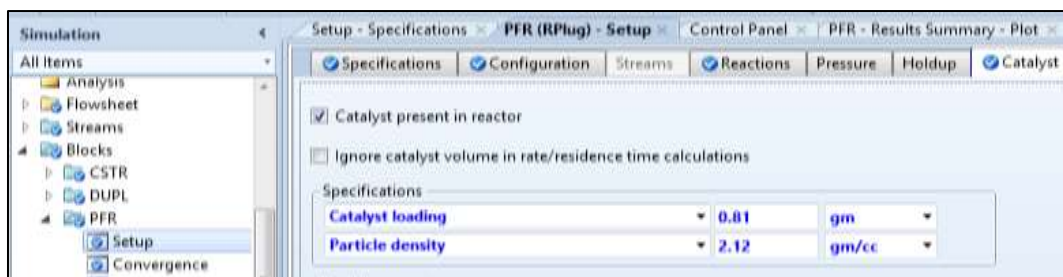 Simulation
All Items
Analysis
Flowsheet
Streams
Blocks
CSTR
DUPL
PFR
Setup
Convergence
Setup - Specifications PFR (RPlug) - Setup Control Panel PFR - Results Summary - Plot
Specifications Configuration Streams Reactions Pressure Holdup Catalyst
Catalyst present in reactor
Ignore catalyst volume in rate/residence time calculations
Specifications
Catalyst loading 0.81 gm
Particle density 2.12 gm/cc